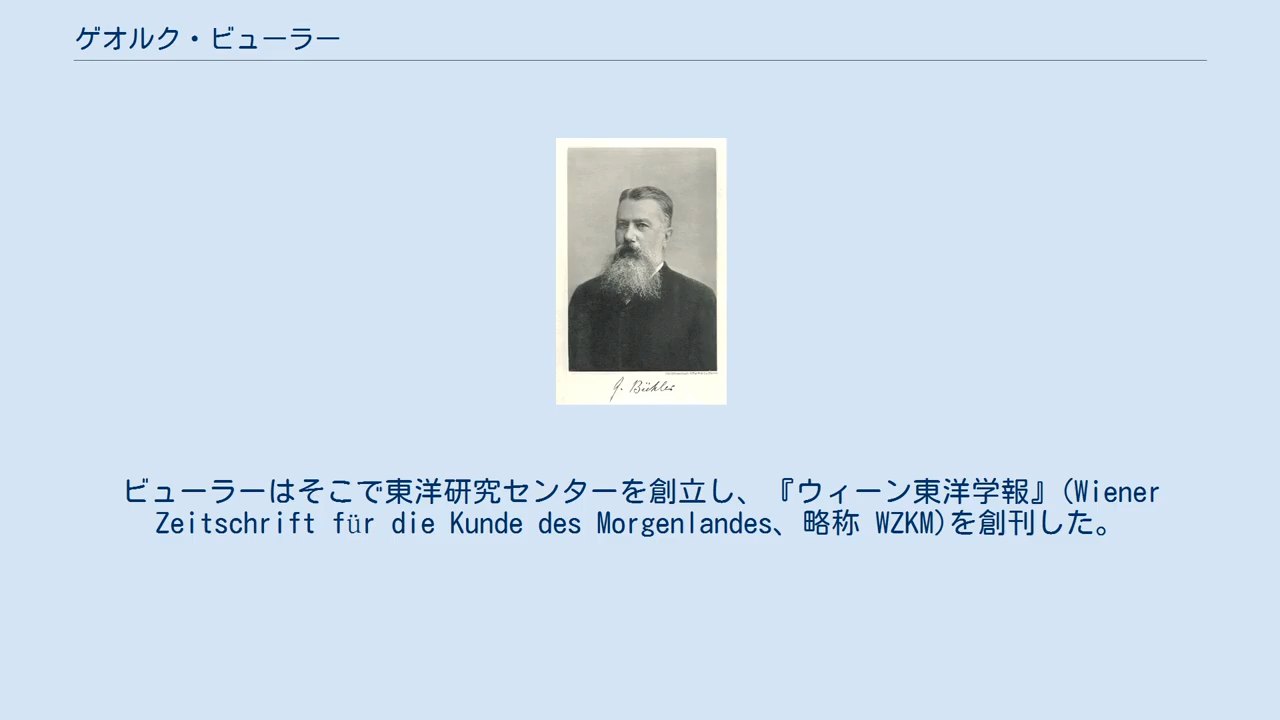 ゲオルク・ビューラー
G. Bühler
ビューラーはそこで東洋研究センターを創立し、『ウィーン東洋学報』(Wiener
Zeitschrift für die Kunde des Morgenlandes、略称 WZKM)を創刊した。